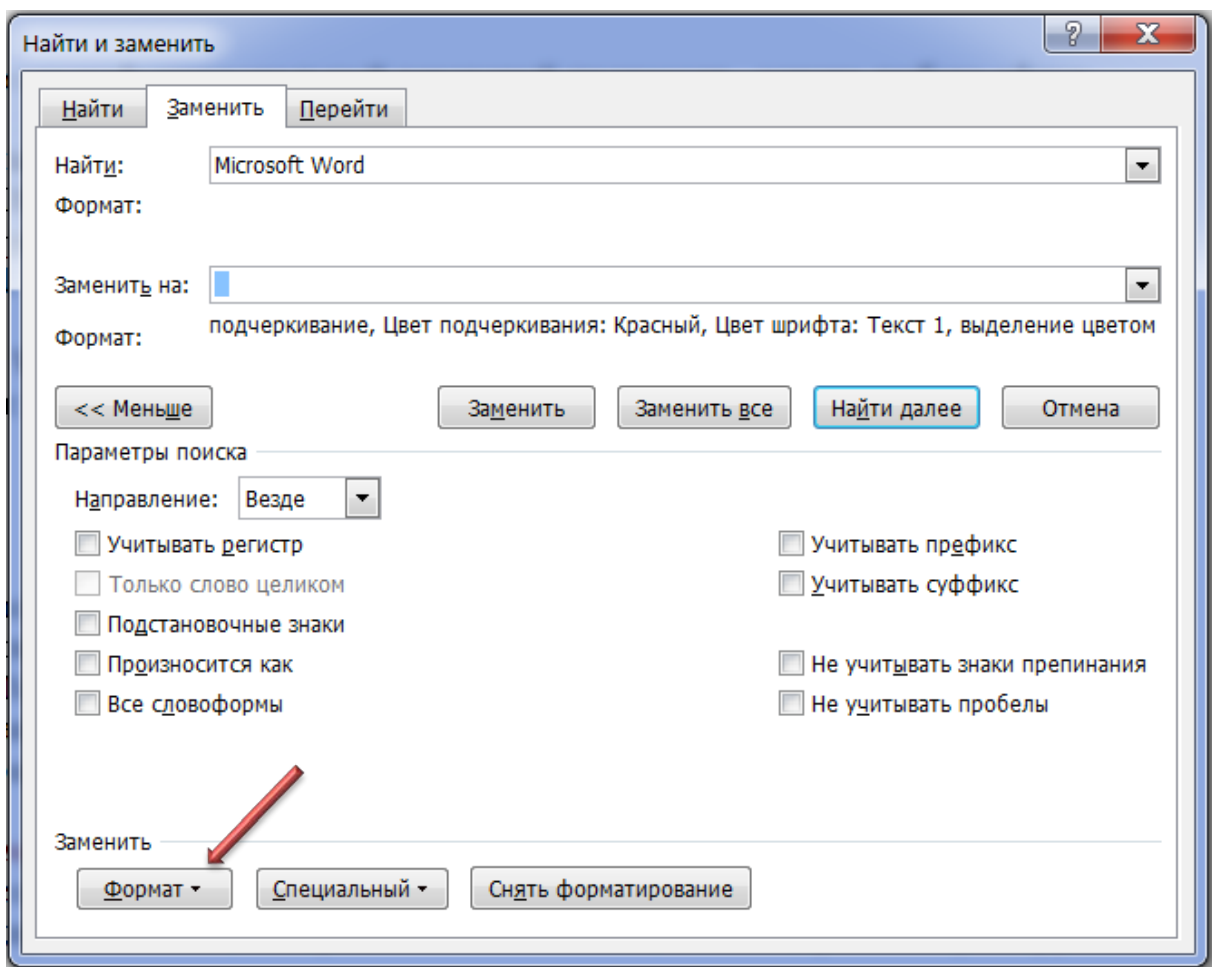 Найти и заменить
Найти Заменить Перейти
Найти: Microsoft Word
Формат:
Заменить на:
Формат: подчеркивание, Цвет подчеркивания: Красный, Цвет шрифта: Текст 1, выделение цветом
<< Меньше Заменить Заменить все Найти далее Отмена
Параметры поиска
Направление: Везде
Учитывать регистр Учитывать префикс
Только слово целиком Учитывать суффикс
Подстановочные знаки
Произносится как Не учитывать знаки препинания
Все словоформы Не учитывать пробелы
Заменить
Формат Специальный Снять форматирование